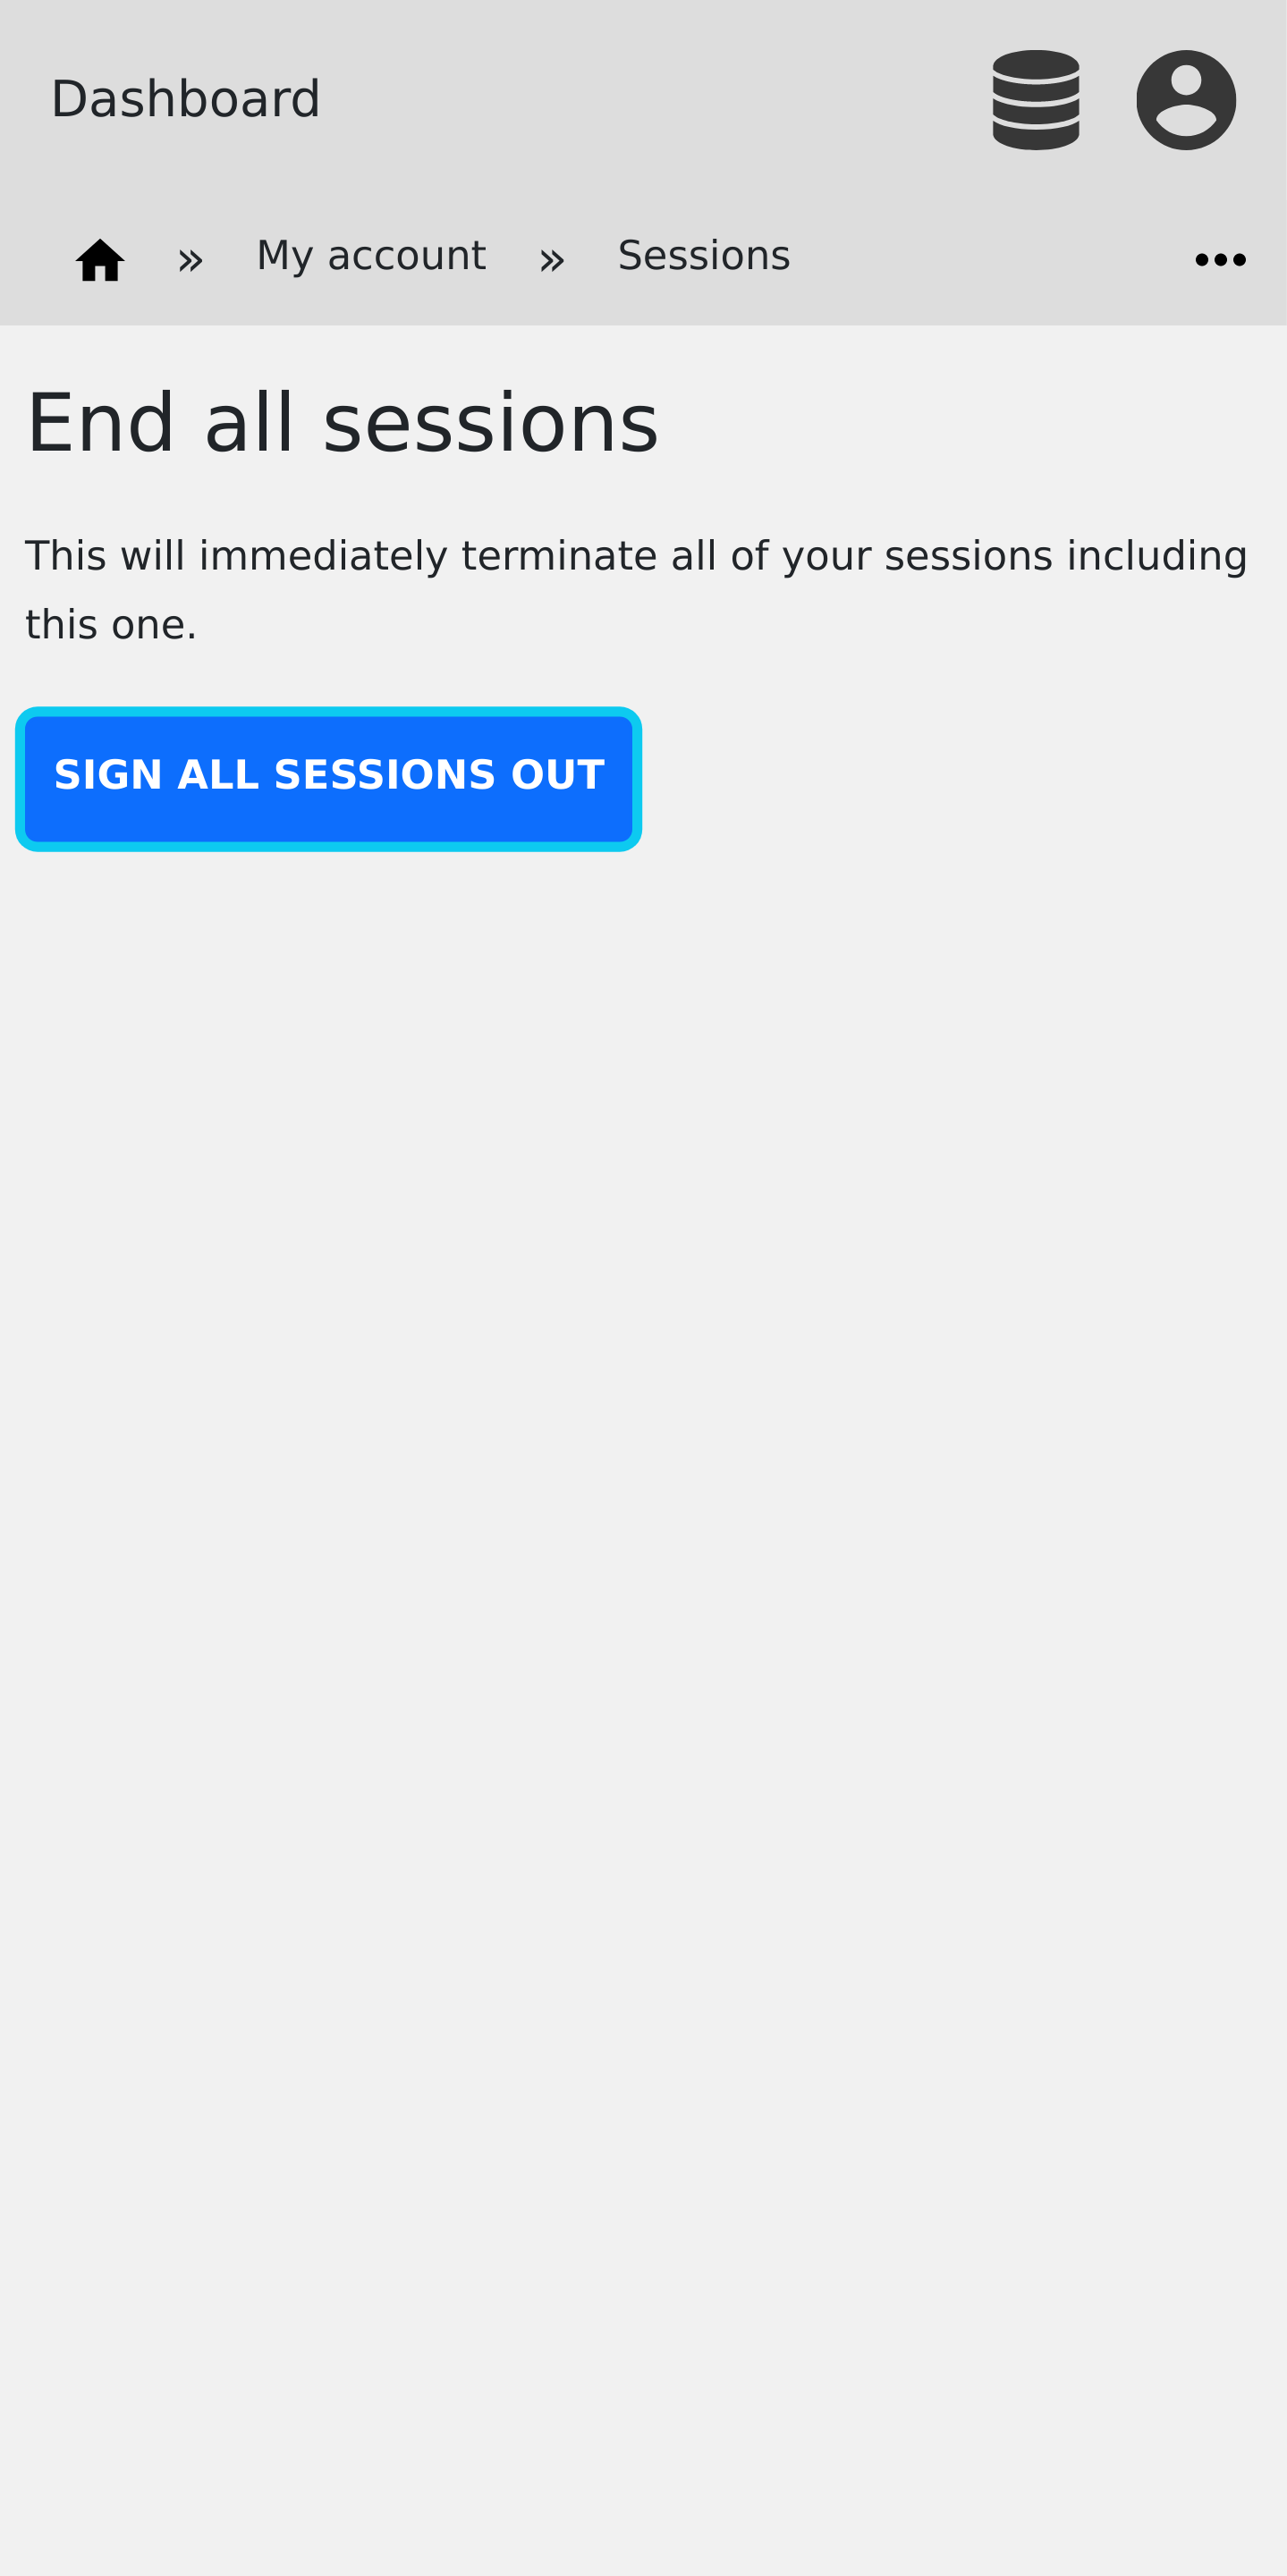 Dashboard
» My account » Sessions
End all sessions
This will immediately terminate all of your sessions including
this one.
SIGN ALL SESSIONS OUT